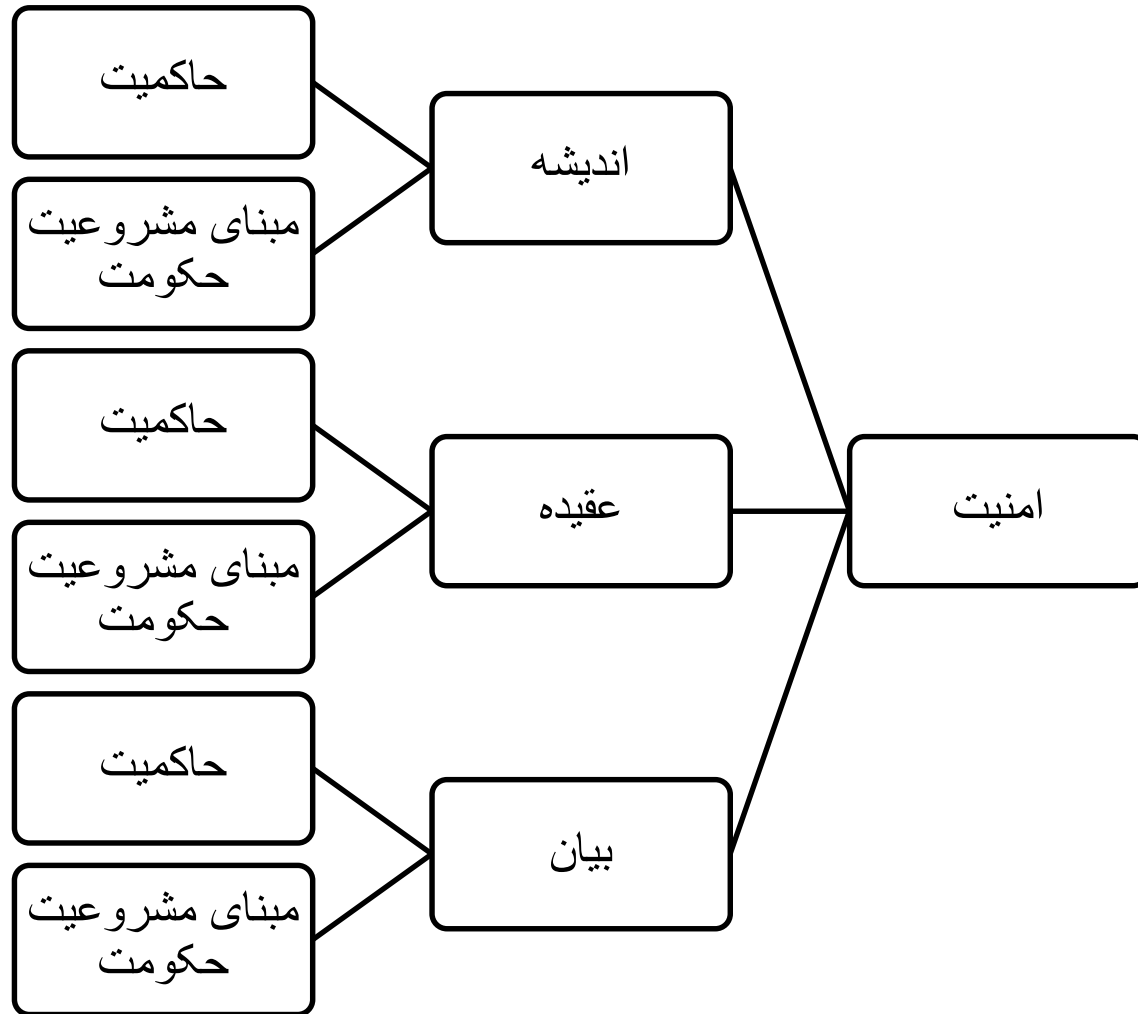 امنیت
اندیشه
حاکمیت
مبنای مشروعیت
حکومت
عقیده
حاکمیت
مبنای مشروعیت
حکومت
بیان
حاکمیت
مبنای مشروعیت
حکومت